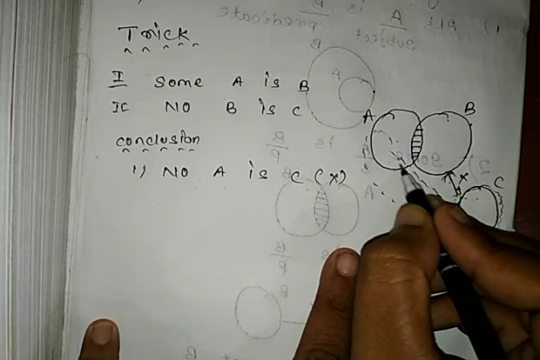 Trick
I Some A is B
II NO B is C
conclusion
1) NO A is C (X)
A
B
X
C